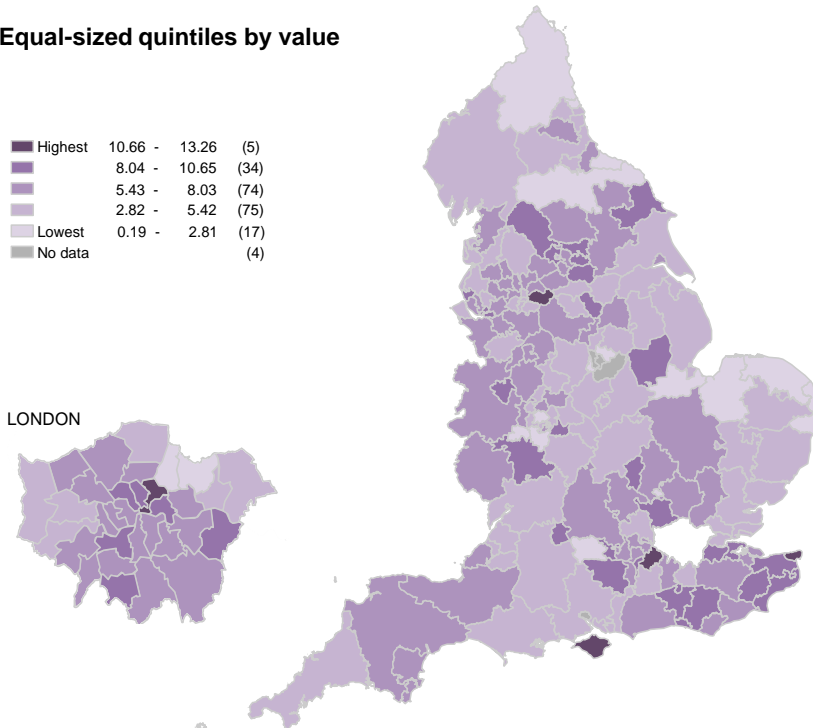 Equal-sized quintiles by value
Highest 10.66 - 13.26 (5)
8.04 - 10.65 (34)
5.43 - 8.03 (74)
2.82 - 5.42 (75)
Lowest 0.19 - 2.81 (17)
No data (4)
LONDON